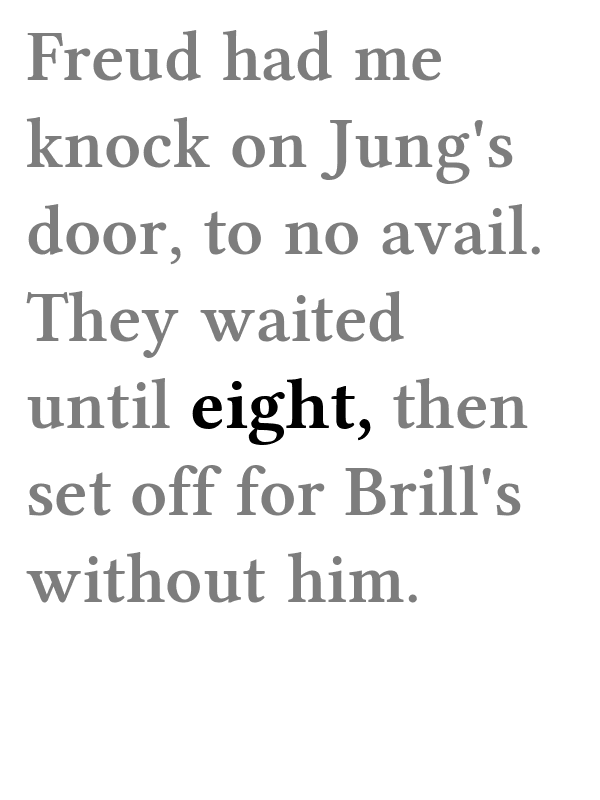 Freud had me
knock on Jung's
door, to no avail.
They waited
until eight, then
set off for Brill's
without him.